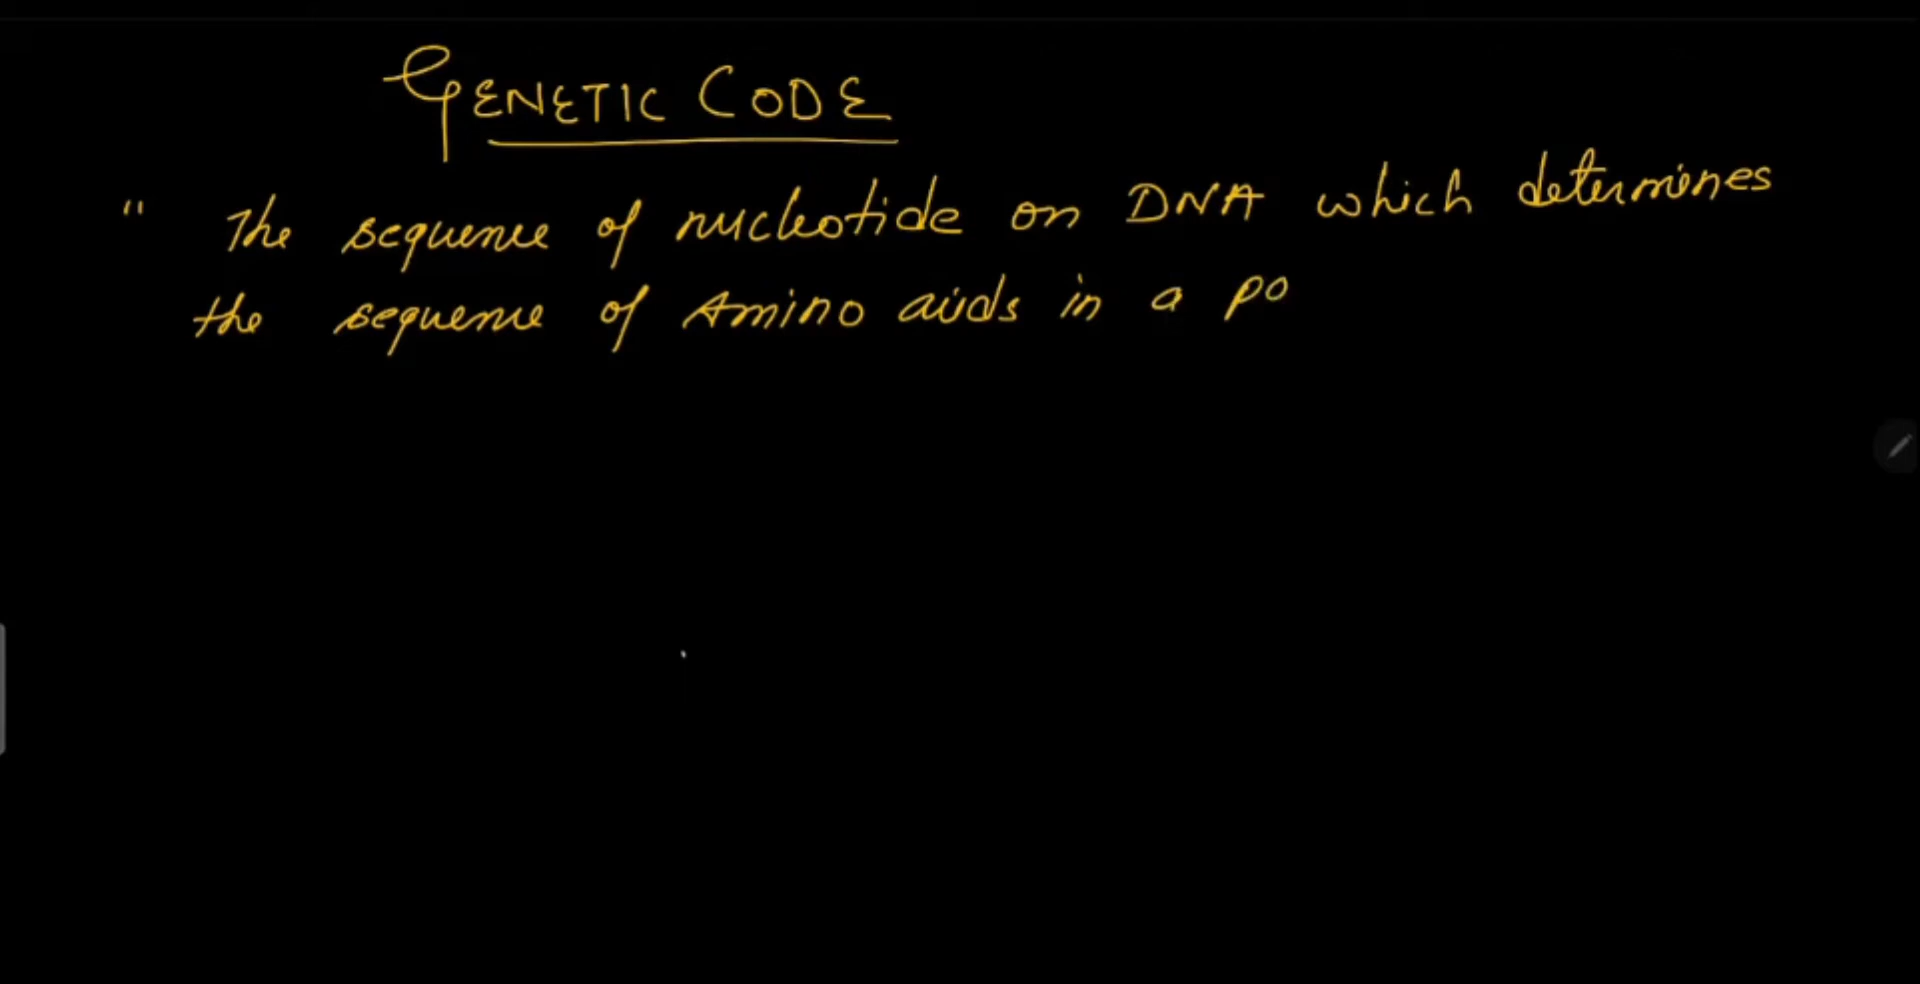 GENETIC CODE
" The sequence of nucleotide on DNA which determines
the sequence of Amino acids in a po